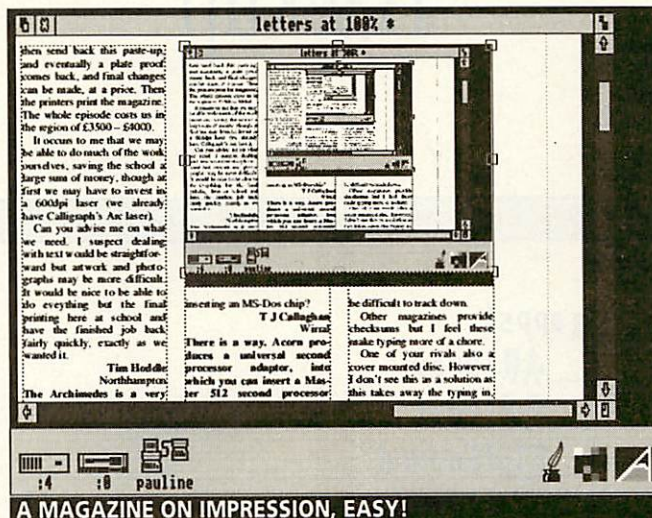 letters at 100% *
then send back this paste-up,
and eventually a plate proof
comes back, and final changes
can be made, at a price. Then
the printers print the magazine.
The whole episode costs us in
the region of £3500 – £4000.
It occurs to me that we may
be able to do much of the work
ourselves, saving the school a
large sum of money, though at
first we may have to invest in
a 600dpi laser (we already
have Calligraph's Arc laser).
Can you advise me on what
we need. I suspect dealing
with text would be straightfor-
ward but artwork and photo-
graphs may be more difficult.
It would be nice to be able to
do eveything but the final
printing here at school and
have the finished job back
fairly quickly, exactly as we
wanted it.
Tim Hoddle
Northhampton
The Archimedes is a very
letters at 50% *
inserting an MS-Dos chip?
T J Callaghan
Wirral
There is a way. Acorn pro-
duces a universal second
processor adaptor, into
which you can insert a Mas-
ter 512 second processor
be difficult to track down.
Other magazines provide
checksums but I feel these
make typing more of a chore.
One of your rivals also a
cover mounted disc. However,
I don't see this as a solution as
this takes away the typing in,
:4
:0
pauline
A MAGAZINE ON IMPRESSION, EASY!